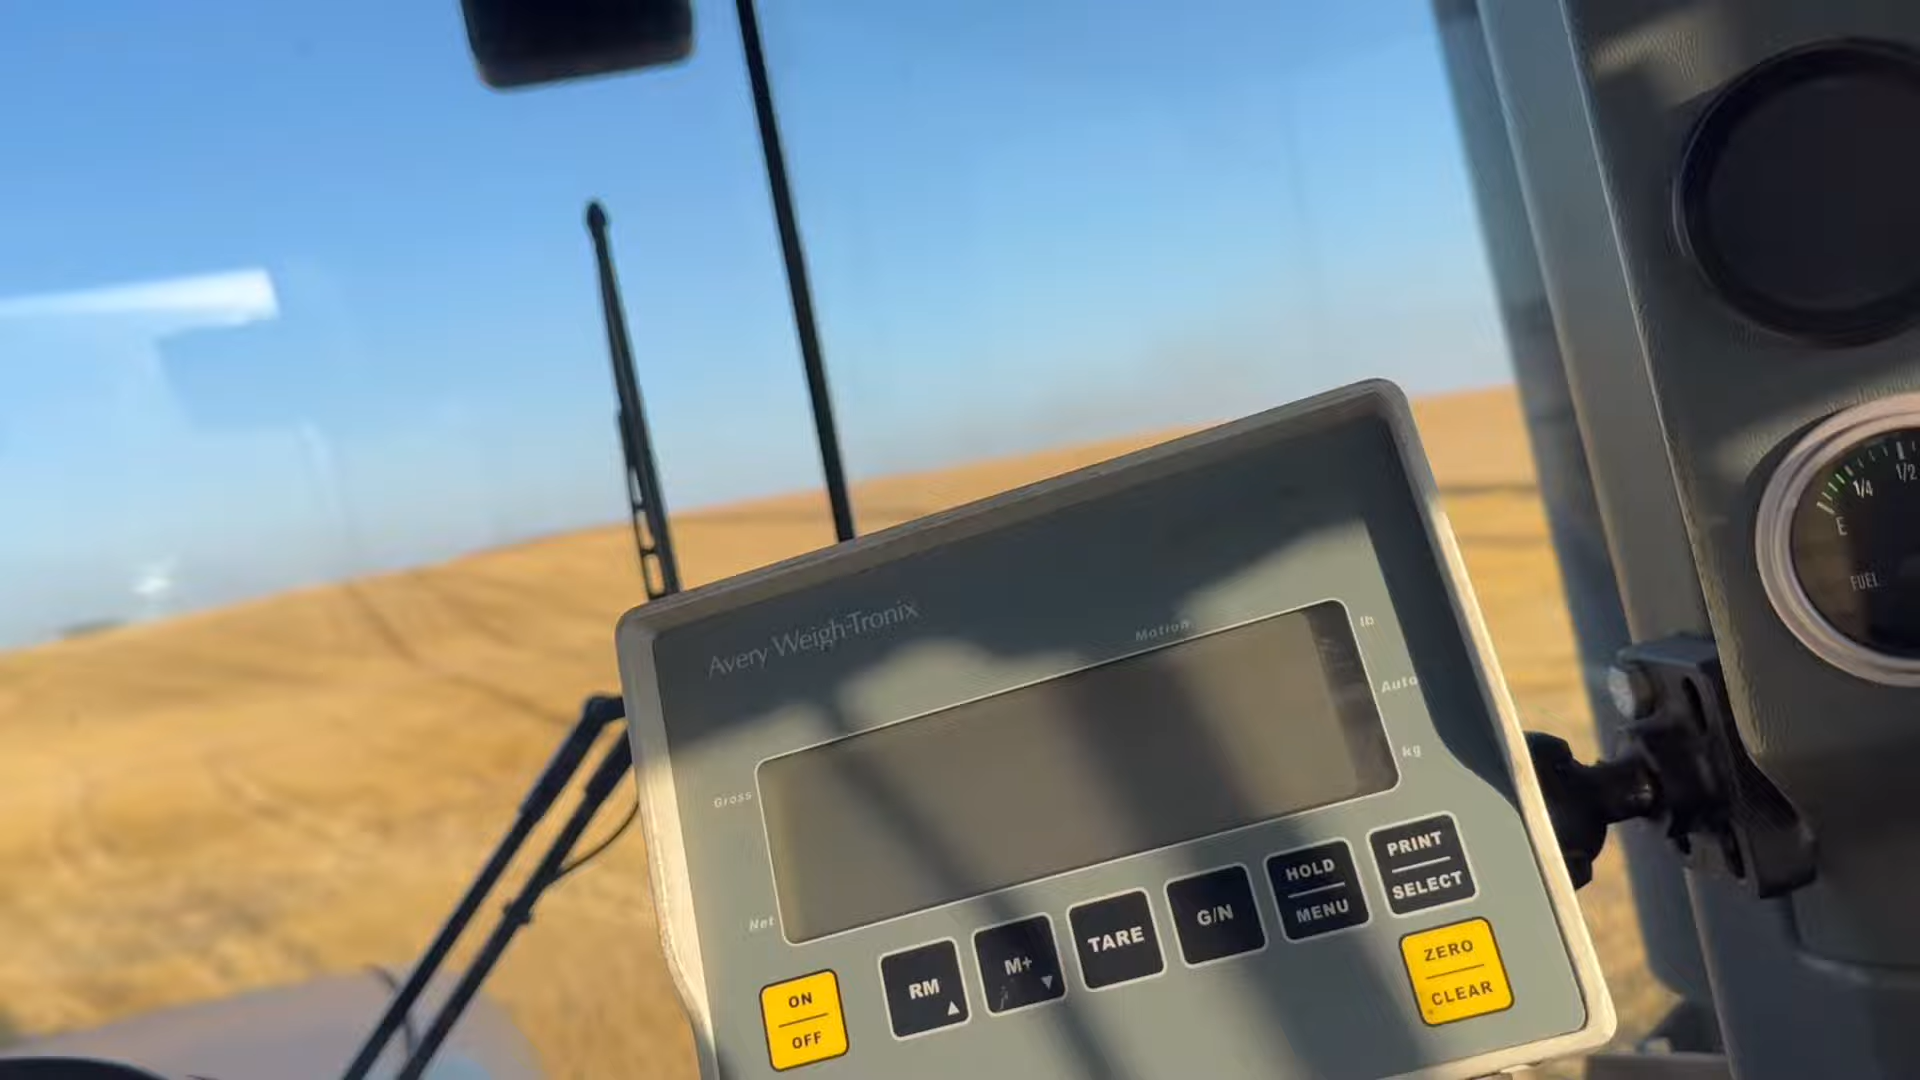 Avery Weigh-Tronix
Motion
lb
Auto
kg
Gross
Net
ON
OFF
RM
M+
TARE
G/N
HOLD
MENU
PRINT
SELECT
ZERO
CLEAR
E
1/4
1/2
FUEL